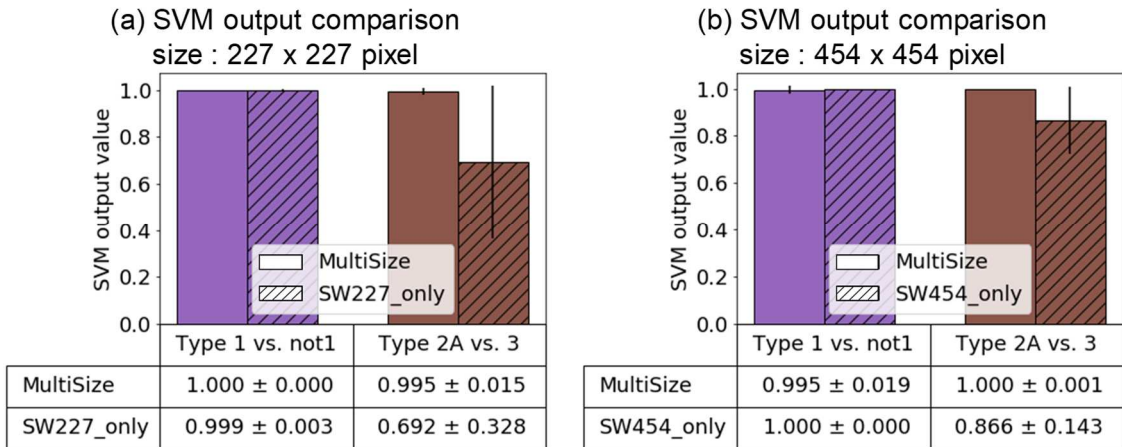 (a) SVM output comparison
size : 227 x 227 pixel
SVM output value
1.0
0.8
0.6
0.4
0.2
0.0
MultiSize
SW227_only
Type 1 vs. not1 Type 2A vs. 3
MultiSize 1.000 ± 0.000 0.995 ± 0.015
SW227_only 0.999 ± 0.003 0.692 ± 0.328
(b) SVM output comparison
size : 454 x 454 pixel
SVM output value
1.0
0.8
0.6
0.4
0.2
0.0
MultiSize
SW454_only
Type 1 vs. not1 Type 2A vs. 3
MultiSize 0.995 ± 0.019 1.000 ± 0.001
SW454_only 1.000 ± 0.000 0.866 ± 0.143